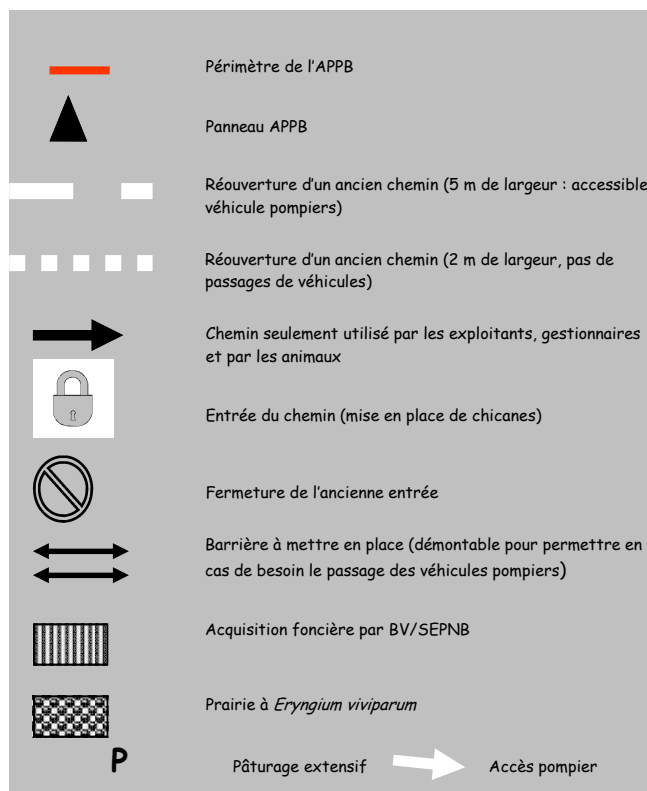 Périmètre de l'APPB
Panneau APPB
Réouverture d'un ancien chemin (5 m de largeur : accessible
véhicule pompiers)
Réouverture d'un ancien chemin (2 m de largeur, pas de
passages de véhicules)
Chemin seulement utilisé par les exploitants, gestionnaires
et par les animaux
Entrée du chemin (mise en place de chicanes)
Fermeture de l'ancienne entrée
Barrière à mettre en place (démontable pour permettre en
cas de besoin le passage des véhicules pompiers)
Acquisition foncière par BV/SEPNB
Prairie à Eryngium viviparum
P Pâturage extensif Accès pompier